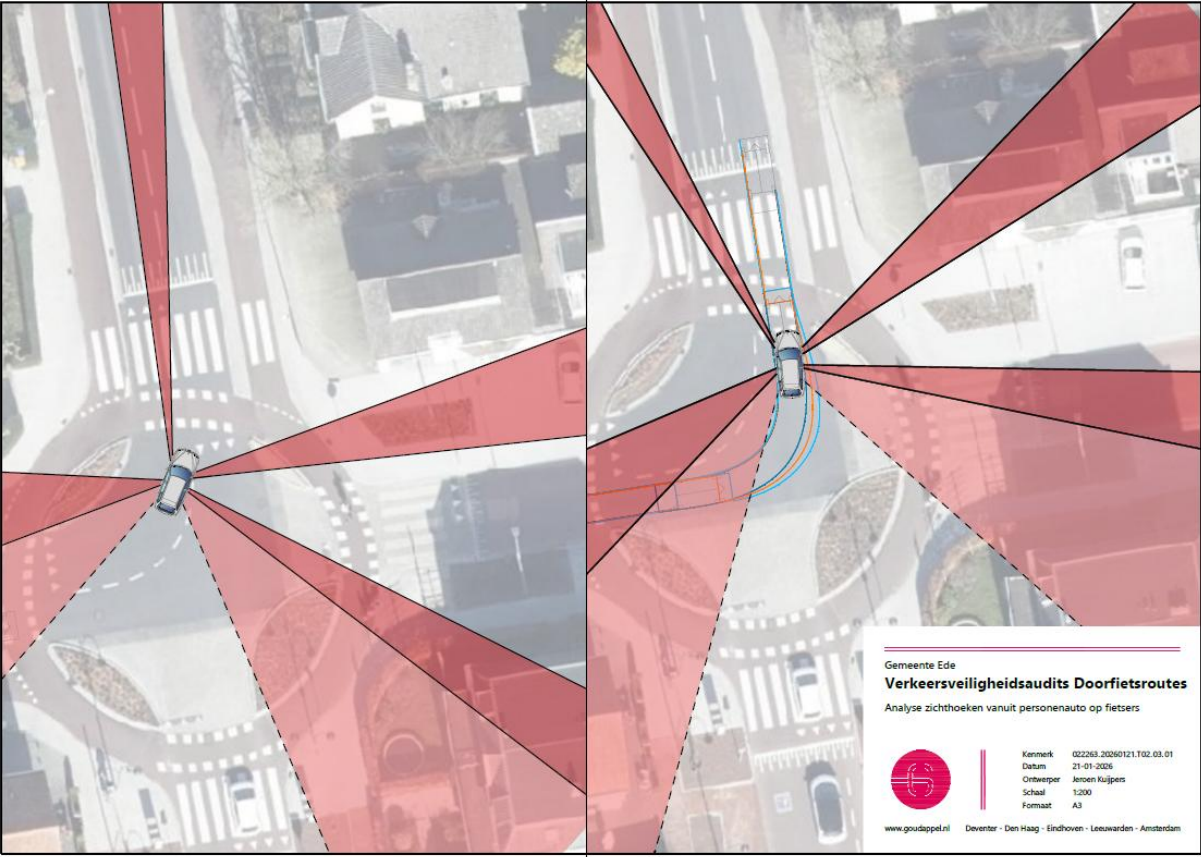 Gemeente Ede
Verkeersveiligheidsaudits Doorfietsroutes
Analyse zichthoeken vanuit personenauto op fietsers
Kenmerk 022263.20260121.T02.03.01
Datum 21-01-2026
Ontwerper Jeroen Kuijpers
Schaal 1:200
Formaat A3
www.goudappel.nl Deventer - Den Haag - Eindhoven - Leeuwarden - Amsterdam